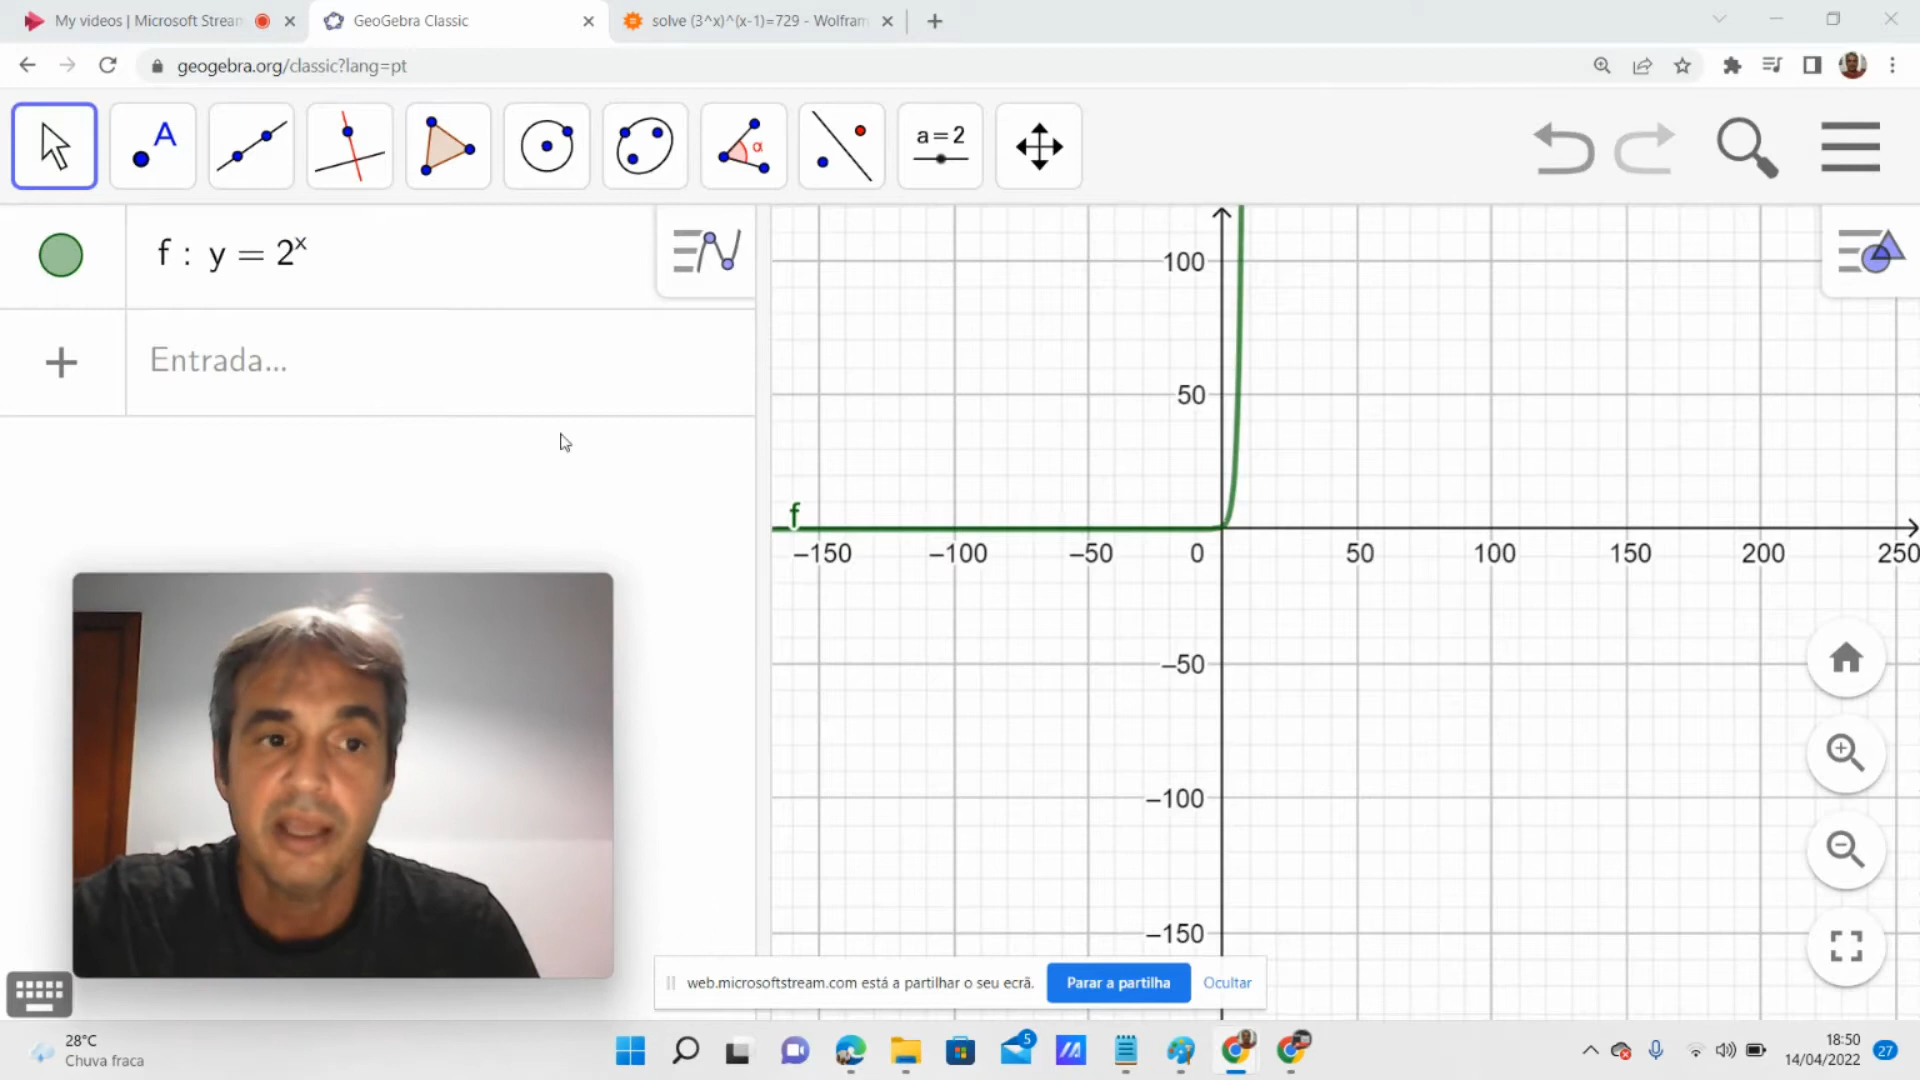 My videos | Microsoft Stream
GeoGebra Classic
solve (3^x)^(x-1)=729 - Wolfram
geogebra.org/classic?lang=pt
A
α
a = 2
f : y = 2ˣ
Entrada...
f
100
50
−150
−100
−50
0
50
100
150
200
250
−50
−100
−150
web.microsoftstream.com está a partilhar o seu ecrã.
Parar a partilha
Ocultar
28°C
Chuva fraca
5
18:50
14/04/2022
27